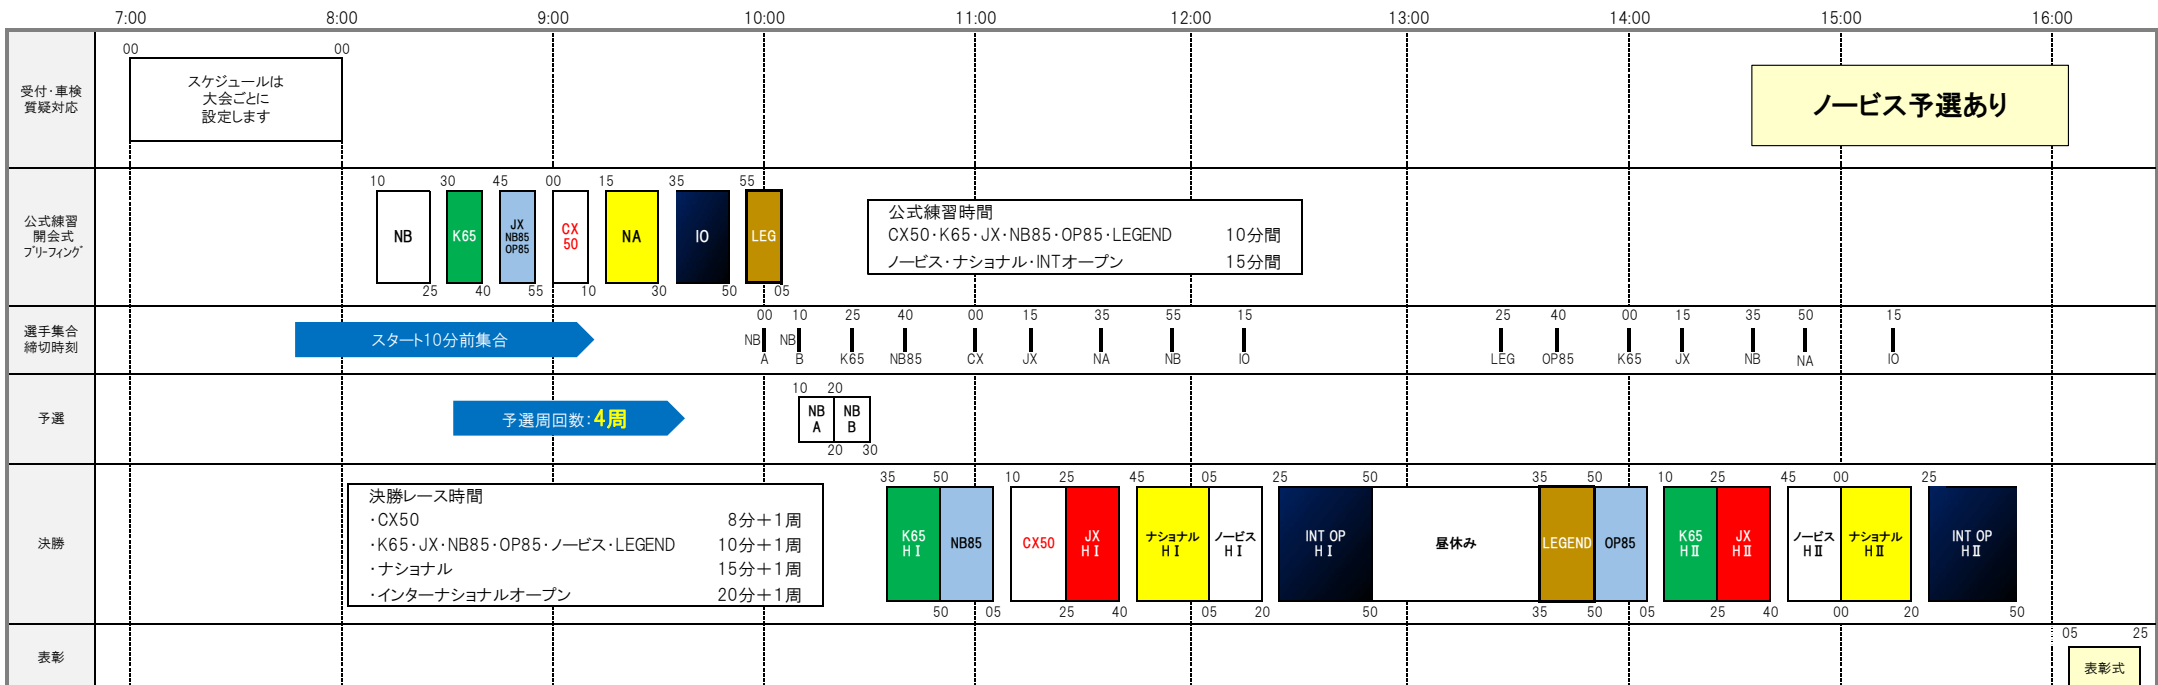 7:00 8:00 9:00 10:00 11:00 12:00 13:00 14:00 15:00 16:00
受付・車検
質疑対応
00 00
スケジュールは
大会ごとに
設定します
ノービス予選あり
公式練習
開会式
ブリーフィング
10 30 45 00 15 35 55
NB
K65
JX
NB85
OP85
CX
50
NA
IO
LEG
25 40 55 10 30 50 05
公式練習時間
CX50・K65・JX・NB85・OP85・LEGEND 10分間
ノービス・ナショナル・INTオープン 15分間
選手集合
締切時刻
スタート10分前集合
00 10 25 40 00 15 35 55 15 25 40 00 15 35 50 15
NB NB
A B K65 NB85 CX JX NA NB IO LEG OP85 K65 JX NB NA IO
予選
予選周回数:4周
10 20
NB
A
NB
B
20 30
決勝
決勝レース時間
・CX50 8分+1周
・K65・JX・NB85・OP85・ノービス・LEGEND 10分+1周
・ナショナル 15分+1周
・インターナショナルオープン 20分+1周
35 50 10 25 45 05 25 50 35 50 10 25 45 00 25
K65
HⅠ
NB85
CX50
JX
HⅠ
ナショナル
HⅠ
ノービス
HⅠ
INT OP
HⅠ
昼休み
LEGEND
OP85
K65
HⅡ
JX
HⅡ
ノービス
HⅡ
ナショナル
HⅡ
INT OP
HⅡ
50 05 25 40 05 20 50 35 50 05 25 40 00 20 50
表彰
05 25
表彰式